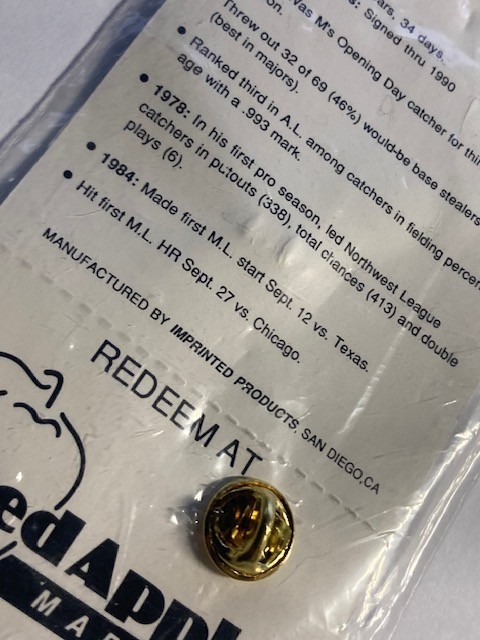 ars, 34 days.
s: Signed thru 1990
on.
Was M's Opening Day catcher for thi
Threw out 32 of 69 (46%) would-be base stealers
(best in majors).
• Ranked third in A.L. among catchers in fielding percen
age with a .993 mark.
• 1978: In his first pro season, led Northwest League
catchers in putouts (338), total chances (413) and double
plays (6).
• 1984: Made first M.L. start Sept. 12 vs. Texas.
• Hit first M.L. HR Sept. 27 vs. Chicago.
MANUFACTURED BY IMPRINTED PRODUCTS, SAN DIEGO, CA
REDEEM AT
ed Appl
MAR